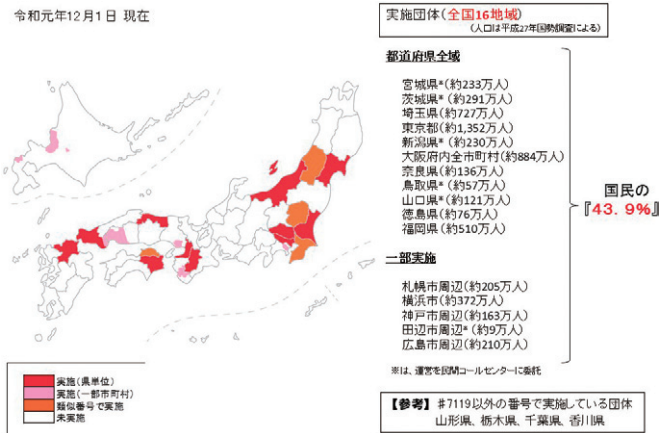 令和元年12月1日 現在
実施団体(全国16地域)
(人口は平成27年国勢調査による)
都道府県全域
宮城県*(約233万人)
茨城県*(約291万人)
埼玉県(約727万人)
東京都(約1,352万人)
新潟県*(約230万人)
大阪府内全市町村(約884万人)
奈良県(約136万人)
鳥取県*(約57万人)
山口県*(約121万人)
徳島県(約76万人)
福岡県(約510万人)
国民の
『43. 9%』
一部実施
札幌市周辺(約205万人)
横浜市(約372万人)
神戸市周辺(約163万人)
田辺市周辺*(約9万人)
広島市周辺(約210万人)
※は、運営を民間コールセンターに委託
実施(県単位)
実施(一部市町村)
類似番号で実施
未実施
【参考】 #7119以外の番号で実施している団体
山形県、栃木県、千葉県、香川県